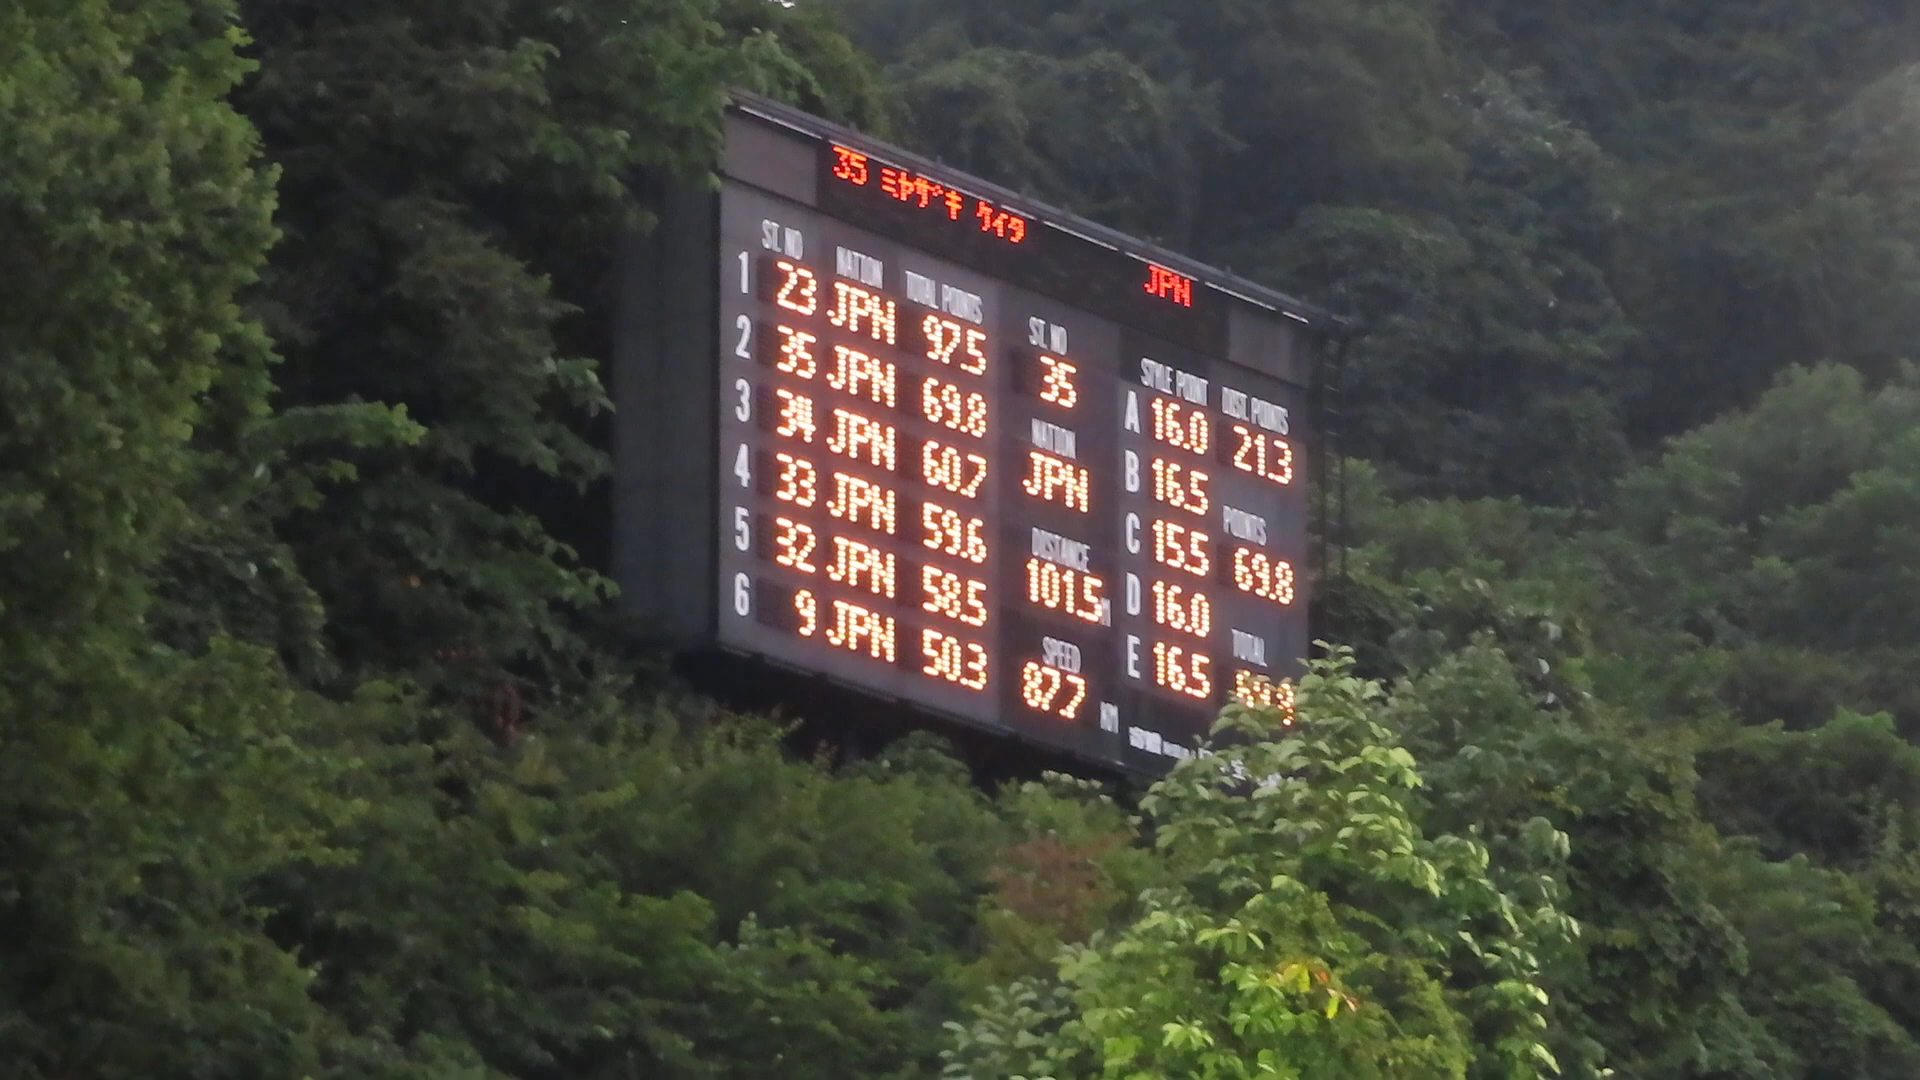 35 ミヤザキ ケイタ JPN
ST. NO NATION TOTAL POINTS
1 23 JPN 97.5
2 35 JPN 69.8
3 34 JPN 60.7
4 33 JPN 59.6
5 32 JPN 58.5
6 9 JPN 50.3
ST. NO
35
NATION
JPN
DISTANCE
101.5M
SPEED
87.7 KM
STYLE POINT
A 16.0
B 16.5
C 15.5
D 16.0
E 16.5
DIST. POINTS
21.3
POINTS
69.8
TOTAL